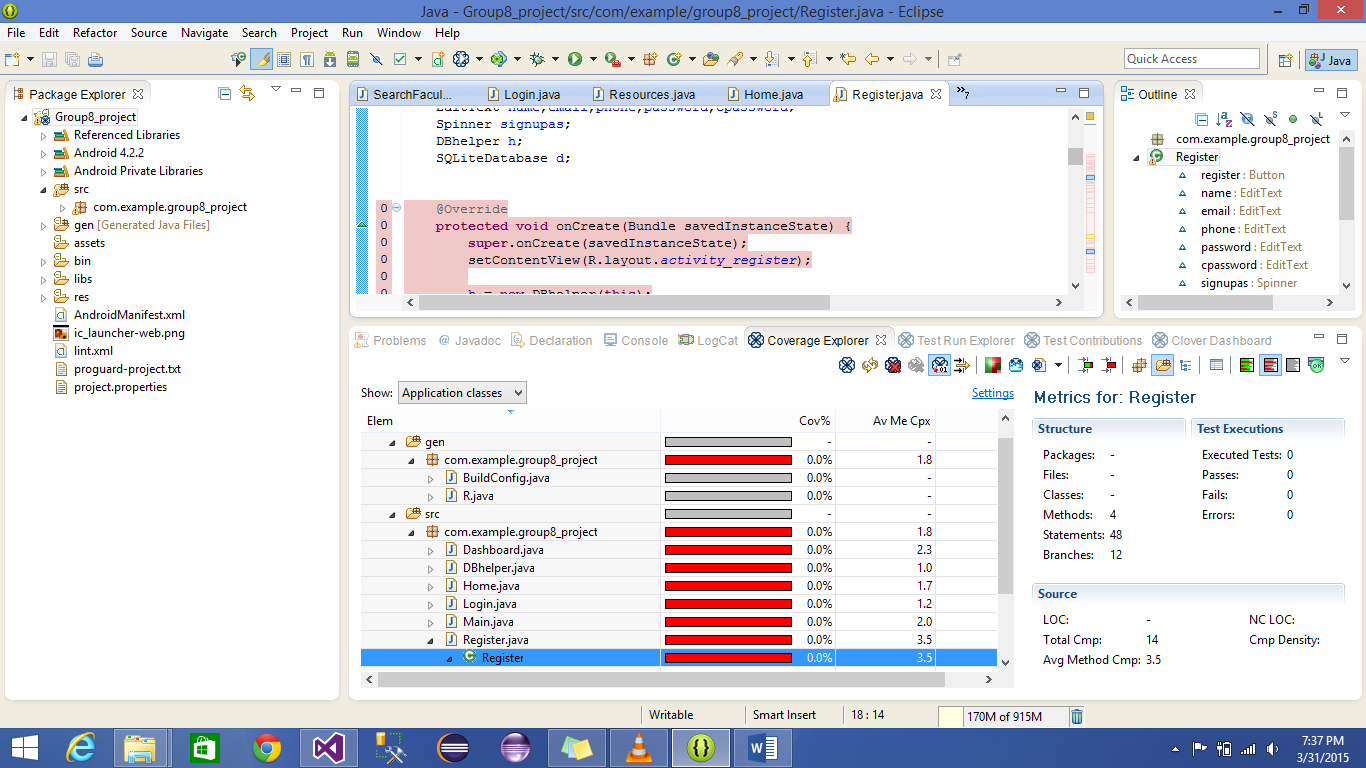 Java - Group8_project/src/com/example/group8_project/Register.java - Eclipse
File Edit Refactor Source Navigate Search Project Run Window Help
Quick Access
Java
Package Explorer
Group8_project
Referenced Libraries
Android 4.2.2
Android Private Libraries
src
com.example.group8_project
gen [Generated Java Files]
assets
bin
libs
res
AndroidManifest.xml
ic_launcher-web.png
lint.xml
proguard-project.txt
project.properties
SearchFacul... Login.java Resources.java Home.java Register.java »7
EditText name,email,phone,password,cpassword;
Spinner signupas;
DBhelper h;
SQLiteDatabase d;
0 @Override
0 protected void onCreate(Bundle savedInstanceState) {
0 super.onCreate(savedInstanceState);
0 setContentView(R.layout.activity_register);
0
0 h = new DBhelper(this);
Outline
com.example.group8_project
Register
register : Button
name : EditText
email : EditText
phone : EditText
password : EditText
cpassword : EditText
signupas : Spinner
Problems @ Javadoc Declaration Console LogCat Coverage Explorer Test Run Explorer Test Contributions Clover Dashboard
Show: Application classes Settings
Elem Cov% Av Me Cpx
gen - -
com.example.group8_project 0.0% 1.8
BuildConfig.java 0.0% -
R.java 0.0% -
src - -
com.example.group8_project 0.0% 1.8
Dashboard.java 0.0% 2.3
DBhelper.java 0.0% 1.0
Home.java 0.0% 1.7
Login.java 0.0% 1.2
Main.java 0.0% 2.0
Register.java 0.0% 3.5
Register 0.0% 3.5
Metrics for: Register
Structure
Packages: -
Files: -
Classes: -
Methods: 4
Statements: 48
Branches: 12
Test Executions
Executed Tests: 0
Passes: 0
Fails: 0
Errors: 0
Source
LOC: - NC LOC:
Total Cmp: 14 Cmp Density:
Avg Method Cmp: 3.5
Writable Smart Insert 18 : 14 170M of 915M
7:37 PM
3/31/2015